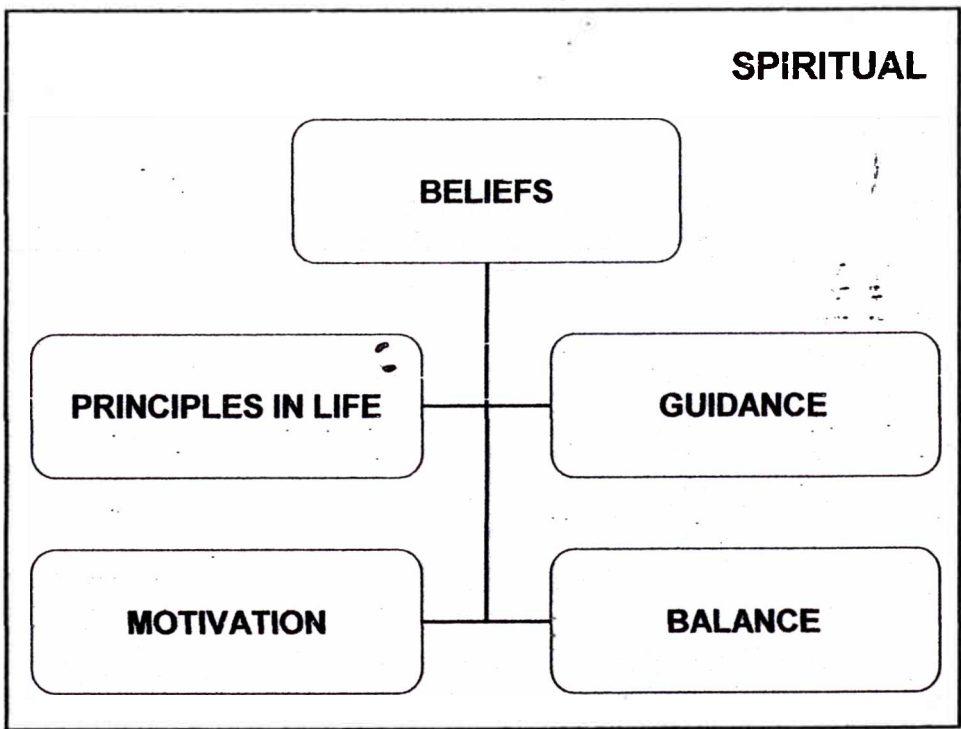 SPIRITUAL
BELIEFS
PRINCIPLES IN LIFE
GUIDANCE
MOTIVATION
BALANCE